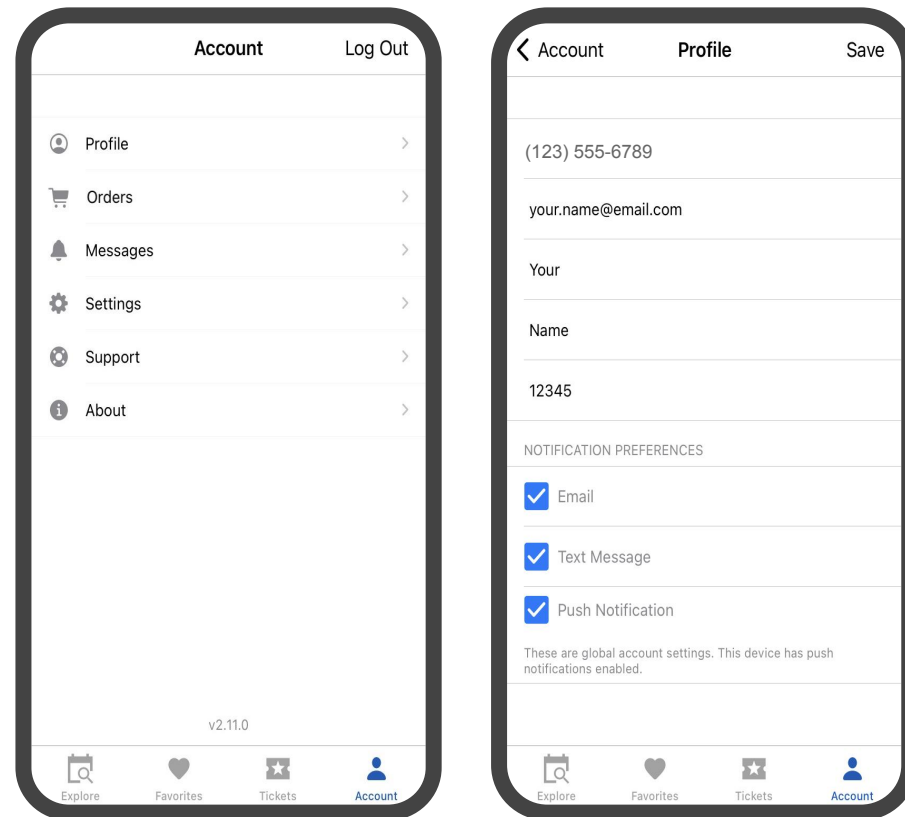 Account
Log Out
Profile
Orders
Messages
Settings
Support
About
v2.11.0
Explore
Favorites
Tickets
Account
Account
Profile
Save
(123) 555-6789
your.name@email.com
Your
Name
12345
NOTIFICATION PREFERENCES
Email
Text Message
Push Notification
These are global account settings. This device has push
notifications enabled.
Explore
Favorites
Tickets
Account